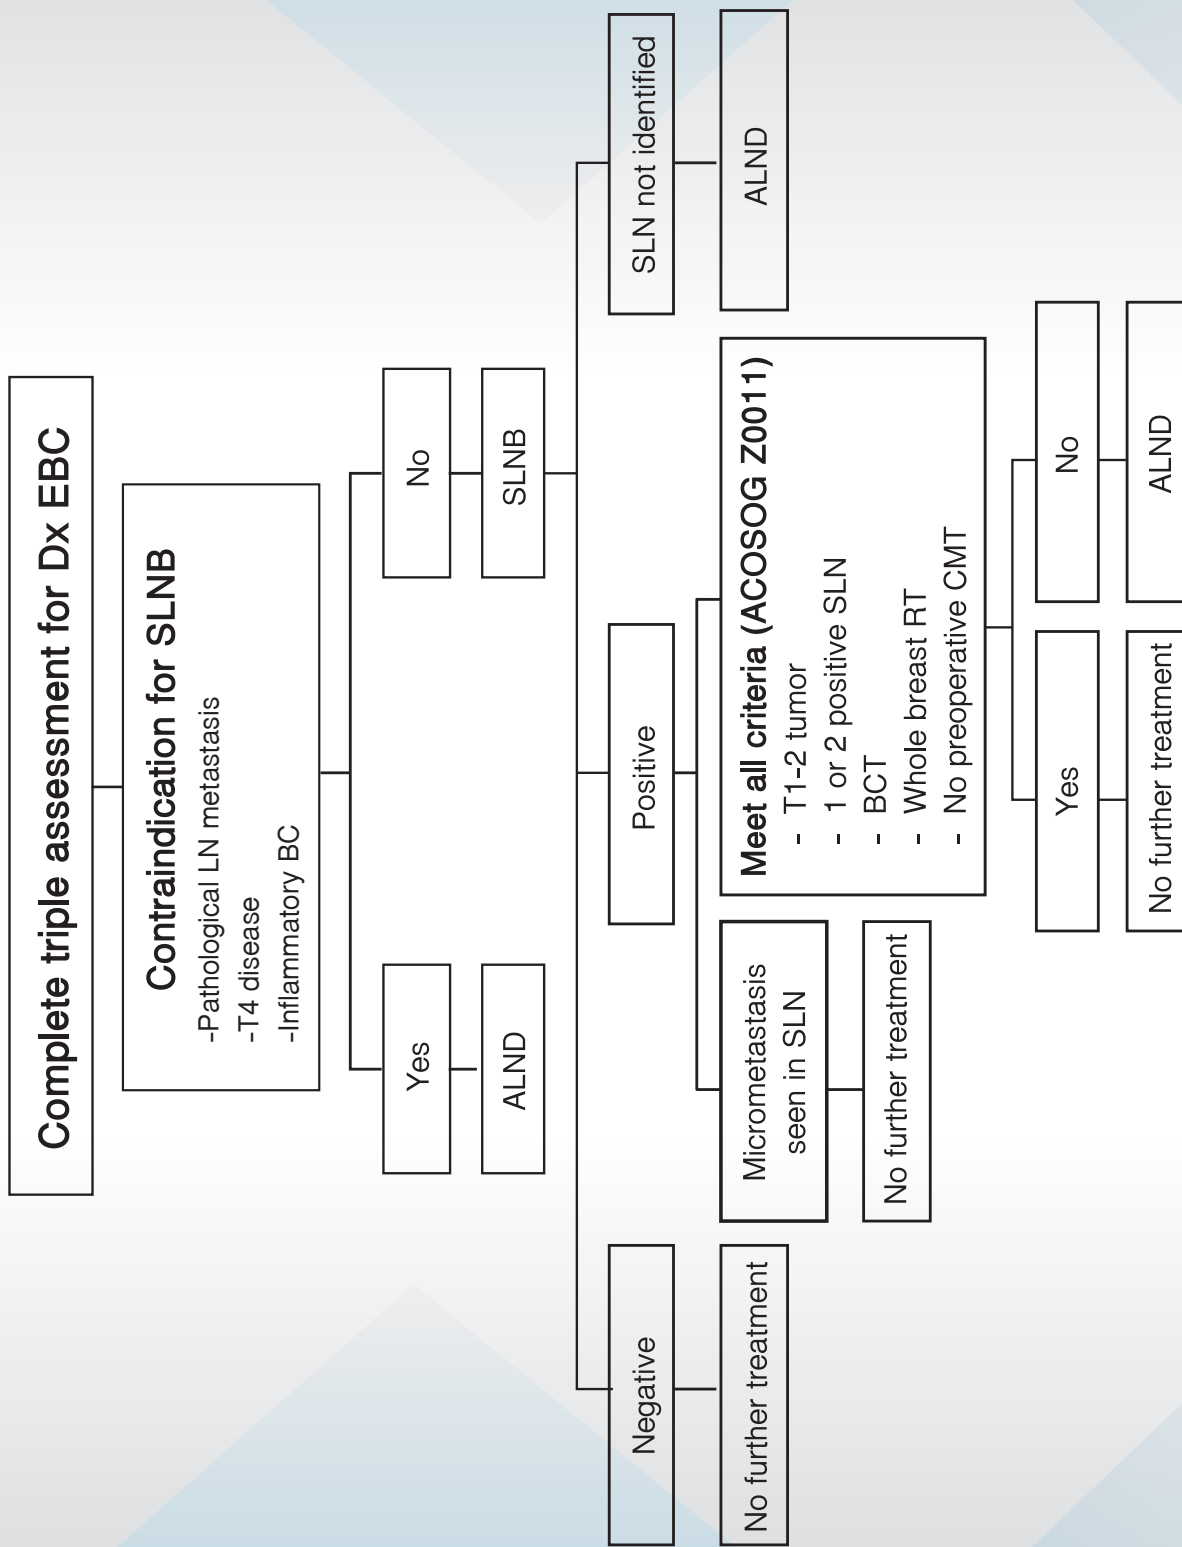 Complete triple assessment for Dx EBC
Contraindication for SLNB
-Pathological LN metastasis
-T4 disease
-Inflammatory BC
Yes
No
ALND
SLNB
Negative
Positive
SLN not identified
No further treatment
Micrometastasis
seen in SLN
No further treatment
Meet all criteria (ACOSOG Z0011)
- T1-2 tumor
- 1 or 2 positive SLN
- BCT
- Whole breast RT
- No preoperative CMT
ALND
Yes
No
No further treatment
ALND